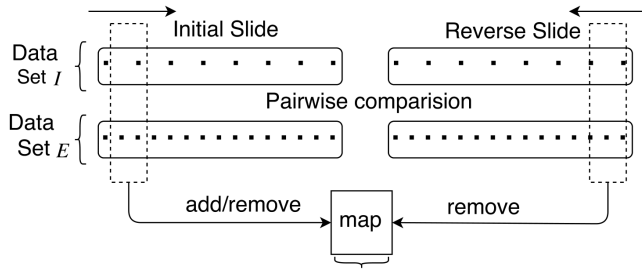 Initial Slide
Reverse Slide
Data
Set I
Pairwise comparision
Data
Set E
add/remove
map
remove